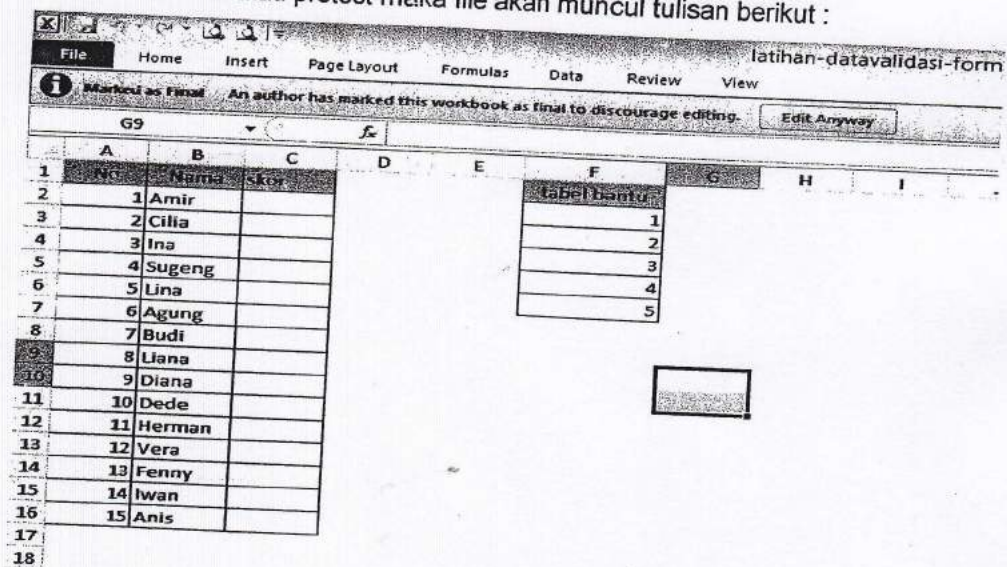 protect maka file akan muncul tulisan berikut :
latihan-datavalidasi-form
File Home Insert Page Layout Formulas Data Review View
Marked as Final An author has marked this workbook as final to discourage editing. Edit Anyway
G9 fx
A B C D E F G H I
1 No Nama skor tabel bantu
2 1 Amir 1
3 2 Cilia 2
4 3 Ina 3
5 4 Sugeng 4
6 5 Lina 5
7 6 Agung
8 7 Budi
9 8 Liana
10 9 Diana
11 10 Dede
12 11 Herman
13 12 Vera
14 13 Fenny
15 14 Iwan
16 15 Anis
17
18